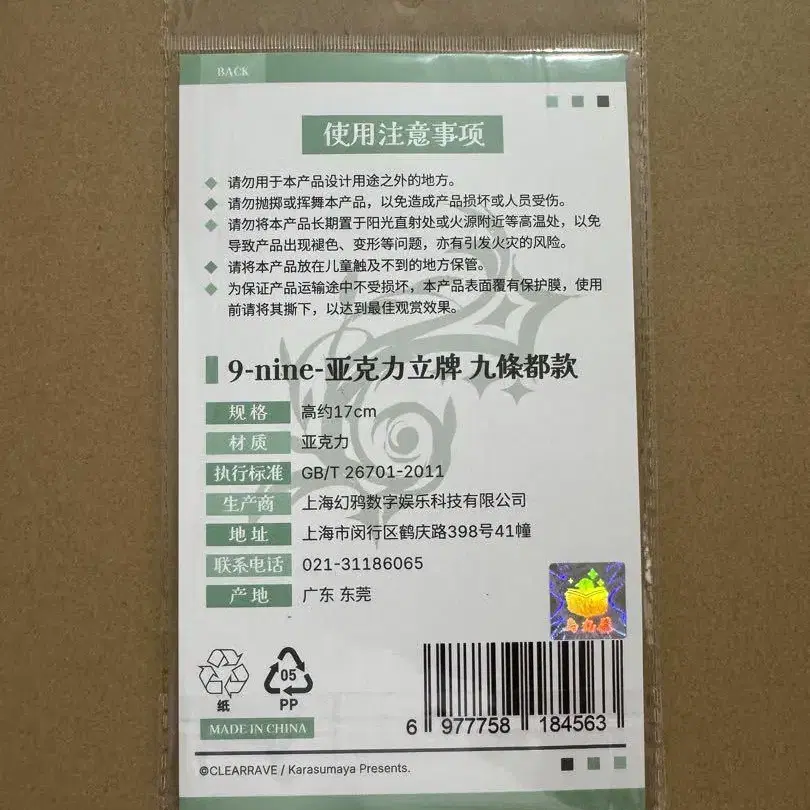 BACK
使用注意事项
请勿用于本产品设计用途之外的地方。
请勿抛掷或挥舞本产品，以免造成产品损坏或人员受伤。
请勿将本产品长期置于阳光直射处或火源附近等高温处，以免
导致产品出现褪色、变形等问题，亦有引发火灾的风险。
请将本产品放在儿童触及不到的地方保管。
为保证产品运输途中不受损坏，本产品表面覆有保护膜，使用
前请将其撕下，以达到最佳观赏效果。
9-nine-亚克力立牌 九條都款
规格 高约17cm
材质 亚克力
执行标准 GB/T 26701-2011
生产商 上海幻鸦数字娱乐科技有限公司
地址 上海市闵行区鹤庆路398号41幢
联系电话 021-31186065
产地 广东 东莞
纸
05
PP
MADE IN CHINA
6 977758 184563
©CLEARRAVE / Karasumaya Presents.